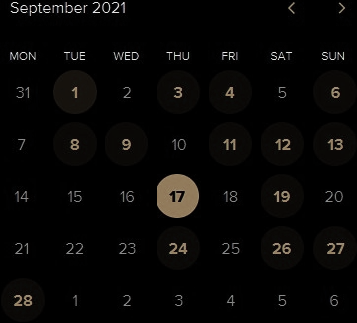 September 2021
MON TUE WED THU FRI SAT SUN
31 1 2 3 4 5 6
7 8 9 10 11 12 13
14 15 16 17 18 19 20
21 22 23 24 25 26 27
28 1 2 3 4 5 6